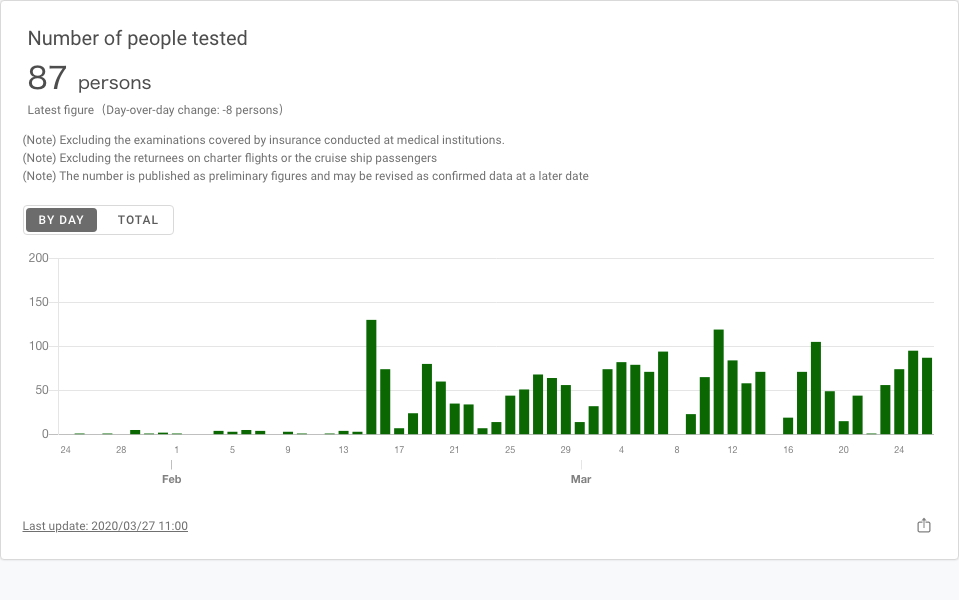 Number of people tested
87 persons
Latest figure (Day-over-day change: -8 persons)
(Note) Excluding the examinations covered by insurance conducted at medical institutions.
(Note) Excluding the returnees on charter flights or the cruise ship passengers
(Note) The number is published as preliminary figures and may be revised as confirmed data at a later date
BY DAY TOTAL
200
150
100
50
0
24 28 1 5 9 13 17 21 25 29 4 8 12 16 20 24
Feb Mar
Last update: 2020/03/27 11:00